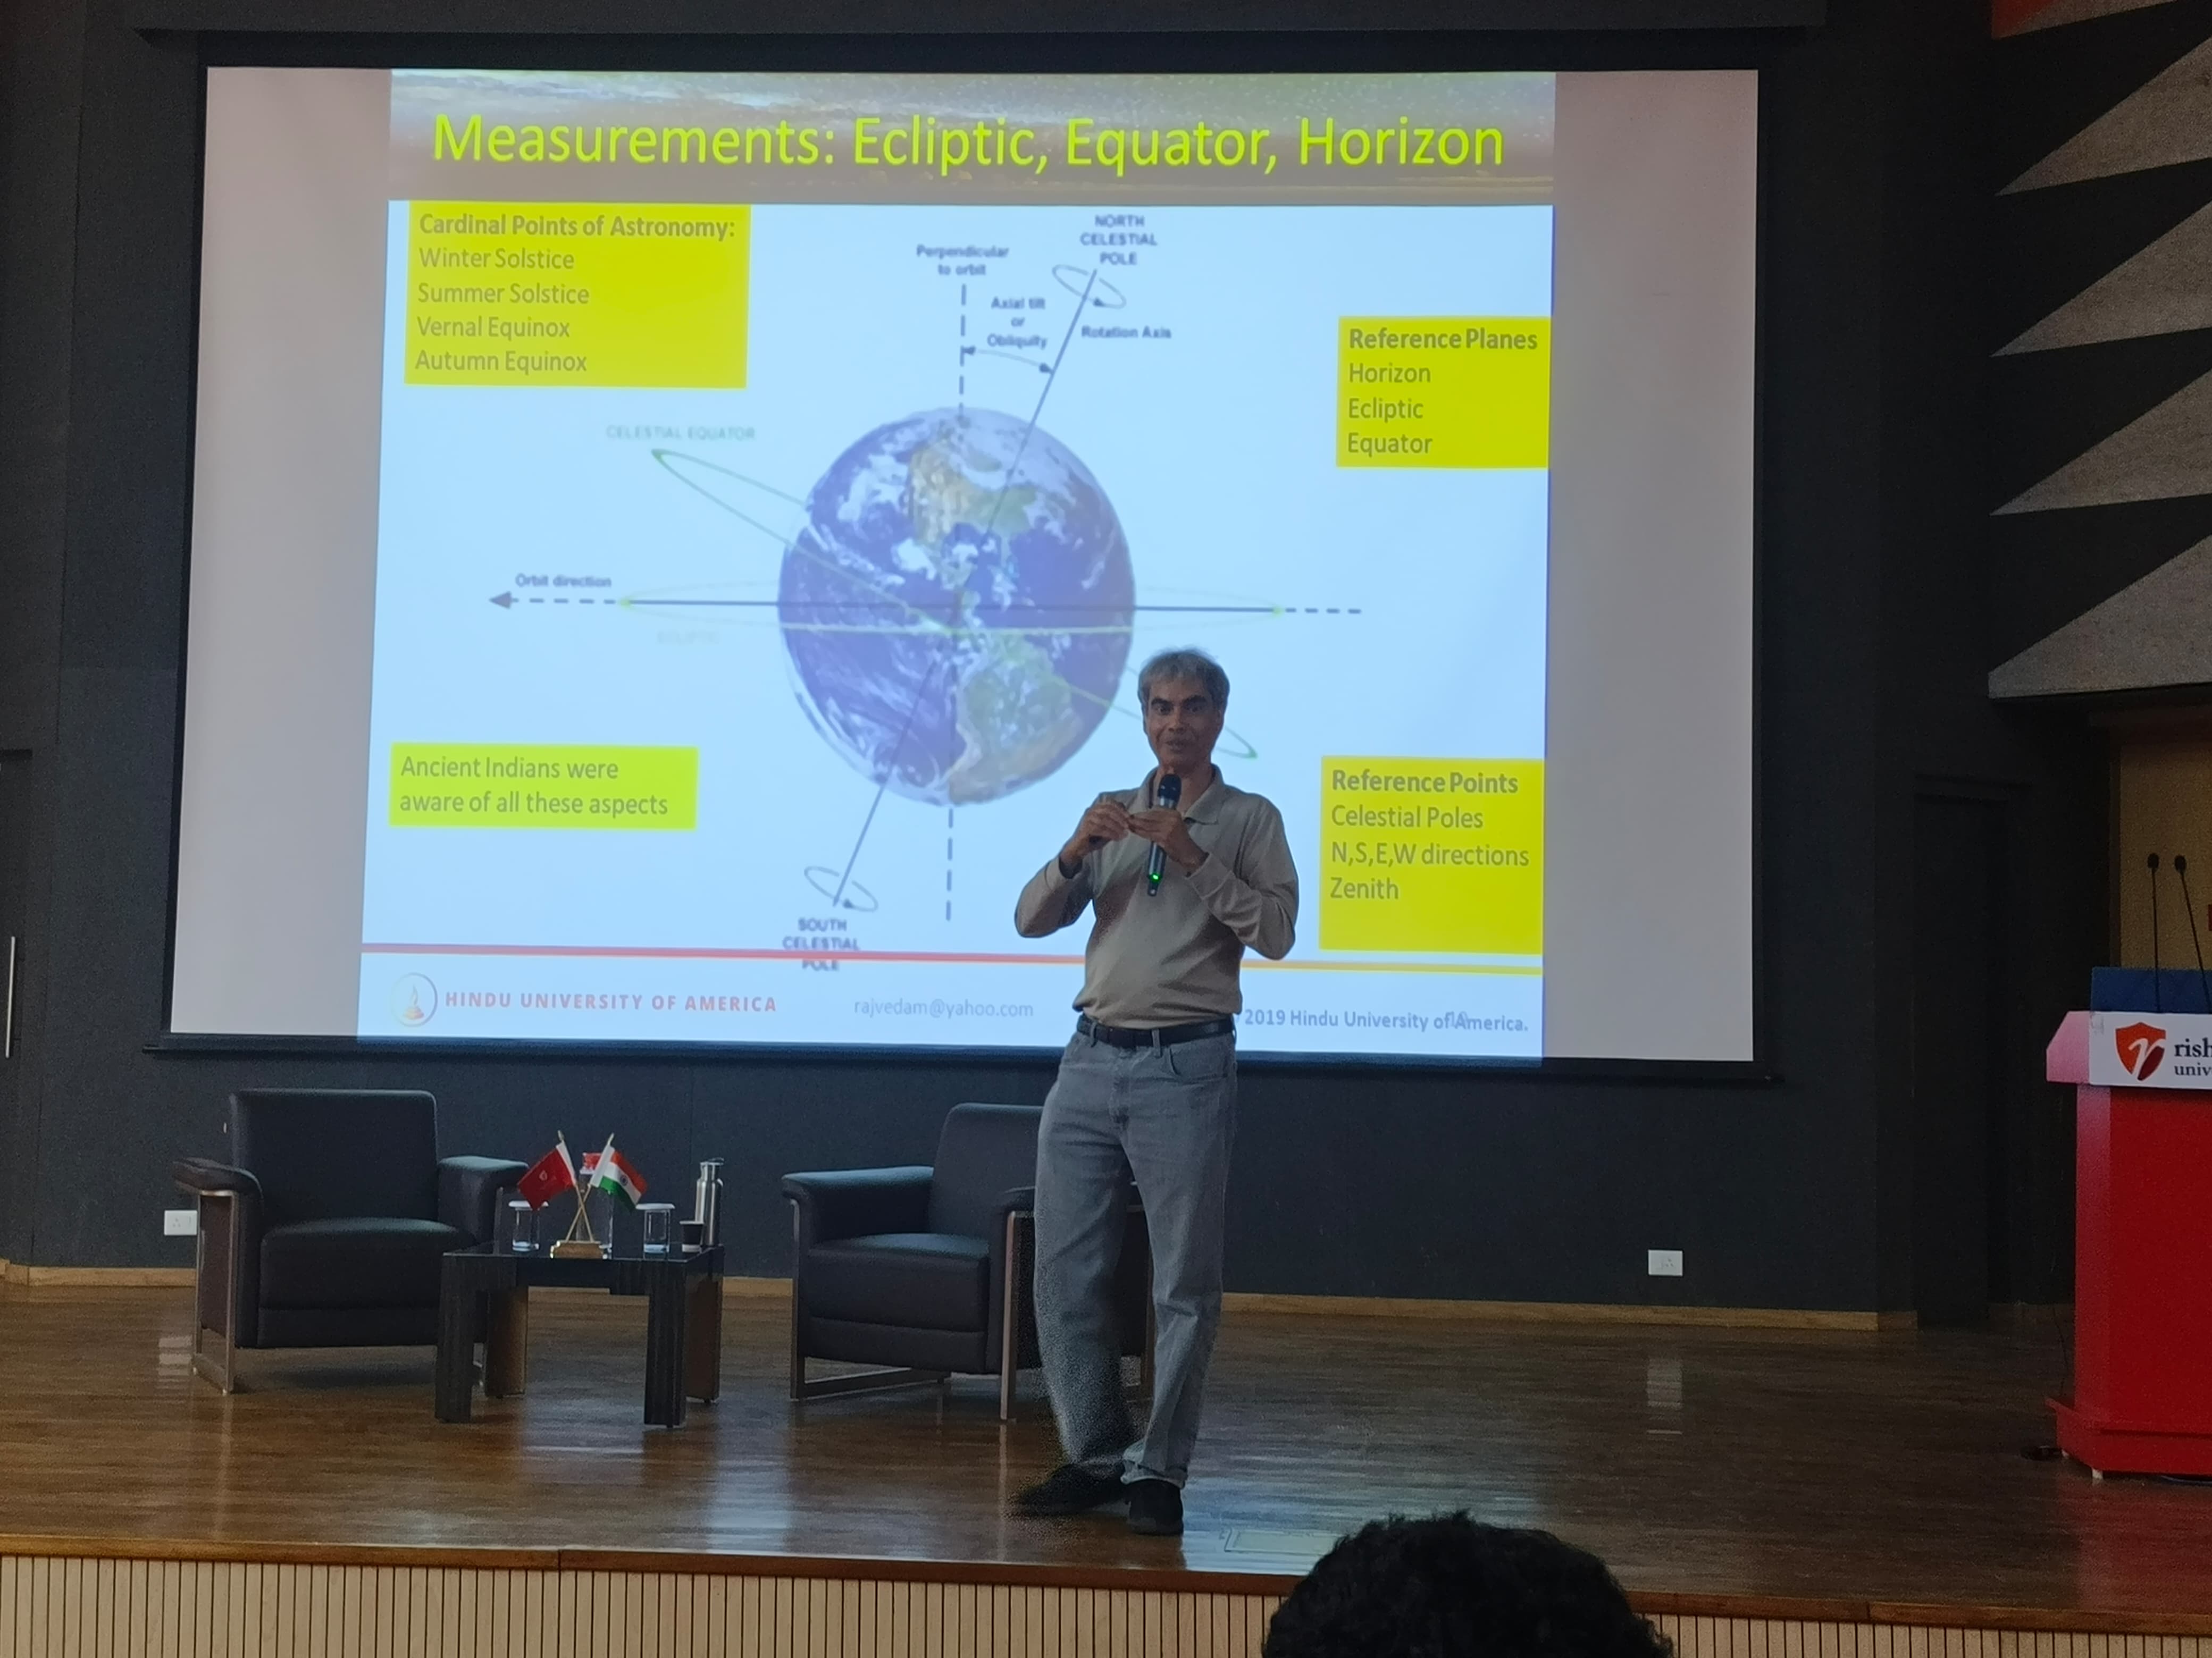 Measurements: Ecliptic, Equator, Horizon
Cardinal Points of Astronomy:
Winter Solstice
Summer Solstice
Vernal Equinox
Autumn Equinox
Perpendicular
to orbit
NORTH
CELESTIAL
POLE
Axial tilt
or
Obliquity
Rotation Axis
Reference Planes
Horizon
Ecliptic
Equator
CELESTIAL EQUATOR
Orbit direction
ECLIPTIC
Ancient Indians were
aware of all these aspects
Reference Points
Celestial Poles
N,S,E,W directions
Zenith
SOUTH
CELESTIAL
POLE
HINDU UNIVERSITY OF AMERICA
rajvedam@yahoo.com
2019 Hindu University of America.
rish
univ